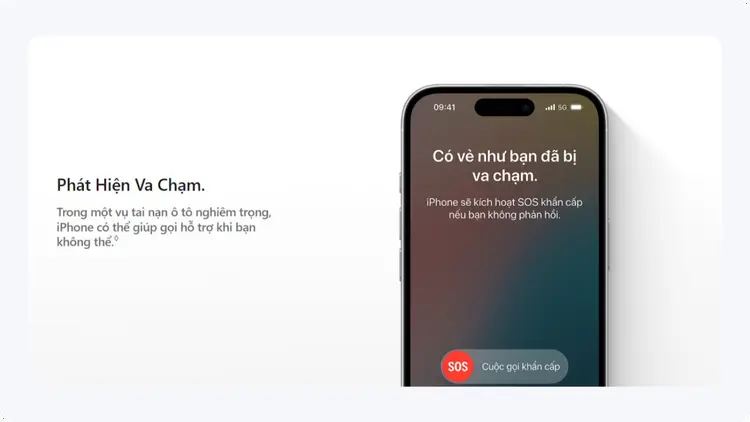 Phát Hiện Va Chạm.
Trong một vụ tai nạn ô tô nghiêm trọng,
iPhone có thể giúp gọi hỗ trợ khi bạn
không thể.◊
09:41
5G
Có vẻ như bạn đã bị
va chạm.
iPhone sẽ kích hoạt SOS khẩn cấp
nếu bạn không phản hồi.
SOS Cuộc gọi khẩn cấp